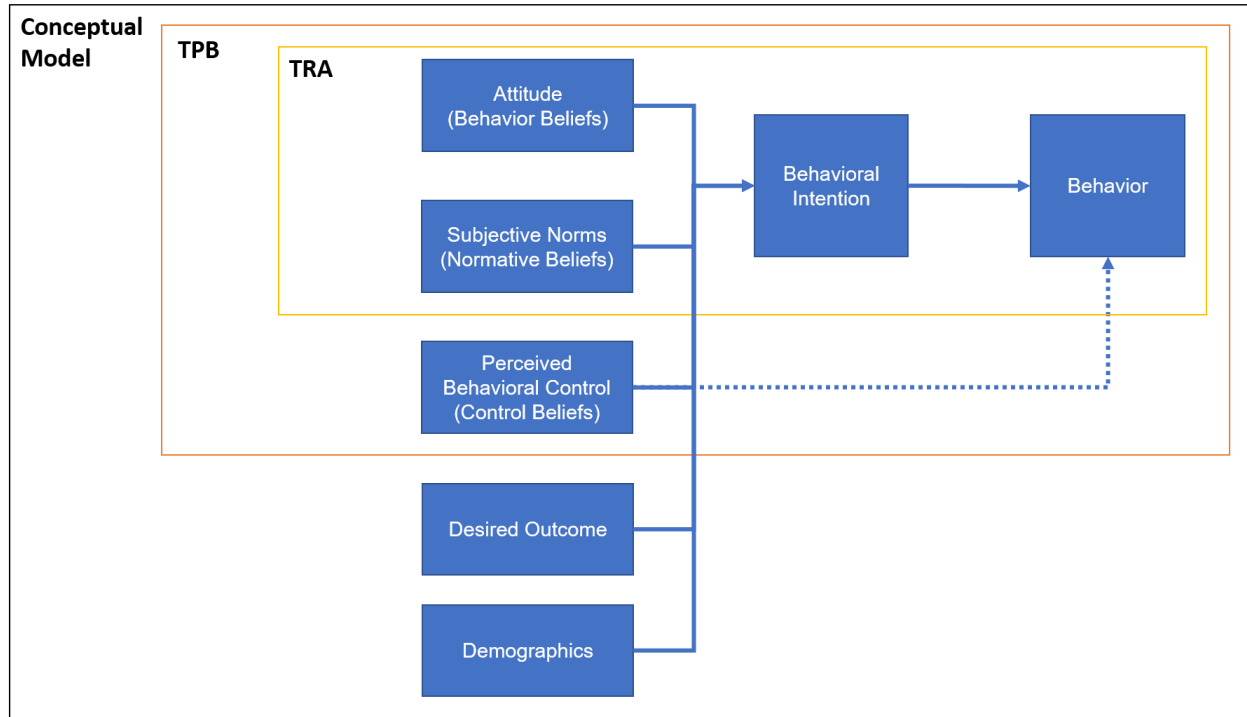 Conceptual
Model
TPB
TRA
Attitude
(Behavior Beliefs)
Subjective Norms
(Normative Beliefs)
Perceived
Behavioral Control
(Control Beliefs)
Desired Outcome
Demographics
Behavioral
Intention
Behavior